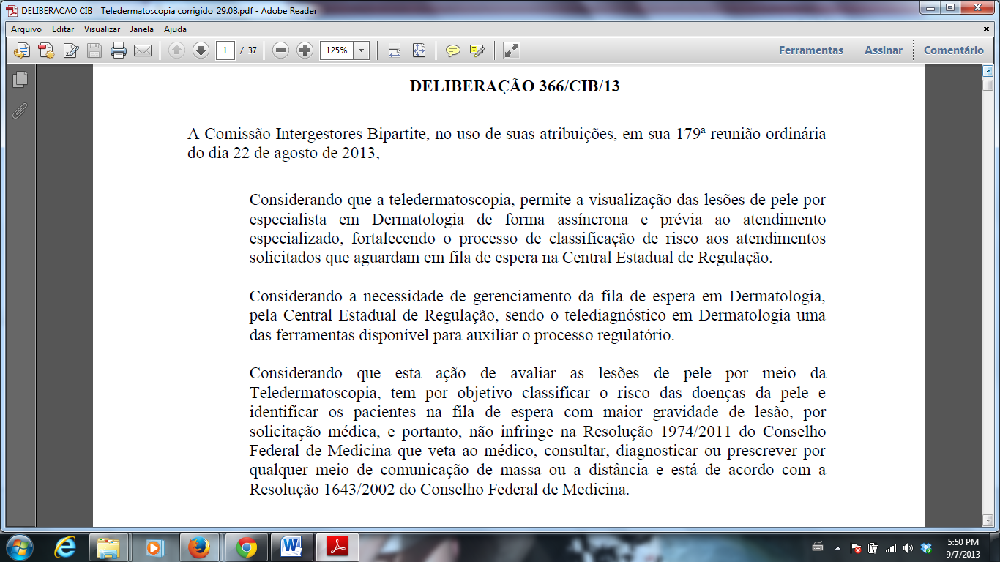 DELIBERACAO CIB _ Teledermatoscopia corrigido_29.08.pdf - Adobe Reader
Arquivo Editar Visualizar Janela Ajuda
1 / 37 125% Ferramentas Assinar Comentário
DELIBERAÇÃO 366/CIB/13
A Comissão Intergestores Bipartite, no uso de suas atribuições, em sua 179ª reunião ordinária
do dia 22 de agosto de 2013,
Considerando que a teledermatoscopia, permite a visualização das lesões de pele por
especialista em Dermatologia de forma assíncrona e prévia ao atendimento
especializado, fortalecendo o processo de classificação de risco aos atendimentos
solicitados que aguardam em fila de espera na Central Estadual de Regulação.
Considerando a necessidade de gerenciamento da fila de espera em Dermatologia,
pela Central Estadual de Regulação, sendo o telediagnóstico em Dermatologia uma
das ferramentas disponível para auxiliar o processo regulatório.
Considerando que esta ação de avaliar as lesões de pele por meio da
Teledermatoscopia, tem por objetivo classificar o risco das doenças da pele e
identificar os pacientes na fila de espera com maior gravidade de lesão, por
solicitação médica, e portanto, não infringe na Resolução 1974/2011 do Conselho
Federal de Medicina que veta ao médico, consultar, diagnosticar ou prescrever por
qualquer meio de comunicação de massa ou a distância e está de acordo com a
Resolução 1643/2002 do Conselho Federal de Medicina.
5:50 PM
9/7/2013